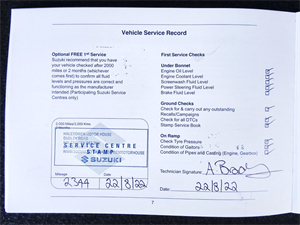 Vehicle Service Record
Optional FREE 1st Service
Suzuki recommend that you have
your vehicle checked after 2000
miles or 2 months (whichever
comes first) to confirm all fluid
levels and pressures are correct and
functioning as the manufacturer
intended (Participating Suzuki Service
Centres only)
SERVICE CENTRE
STAMP
SUZUKI
Mileage
Date
2344
22/8/22
First Service Checks
Under Bonnet
Engine Oil Level
Engine Coolant Level
Screenwash Fluid Level
Power Steering Fluid Level
Brake Fluid Level
Ground Checks
Check for & carry out any outstanding
Recalls/Campaigns
Check for all DTCs
Stamp Service Book
On Ramp
Check Tyre Pressure
Condition of Gaitors
Condition of Pipes and Casting (Engine, Gearbox)
Technician Signature
Date
22/8/22
7